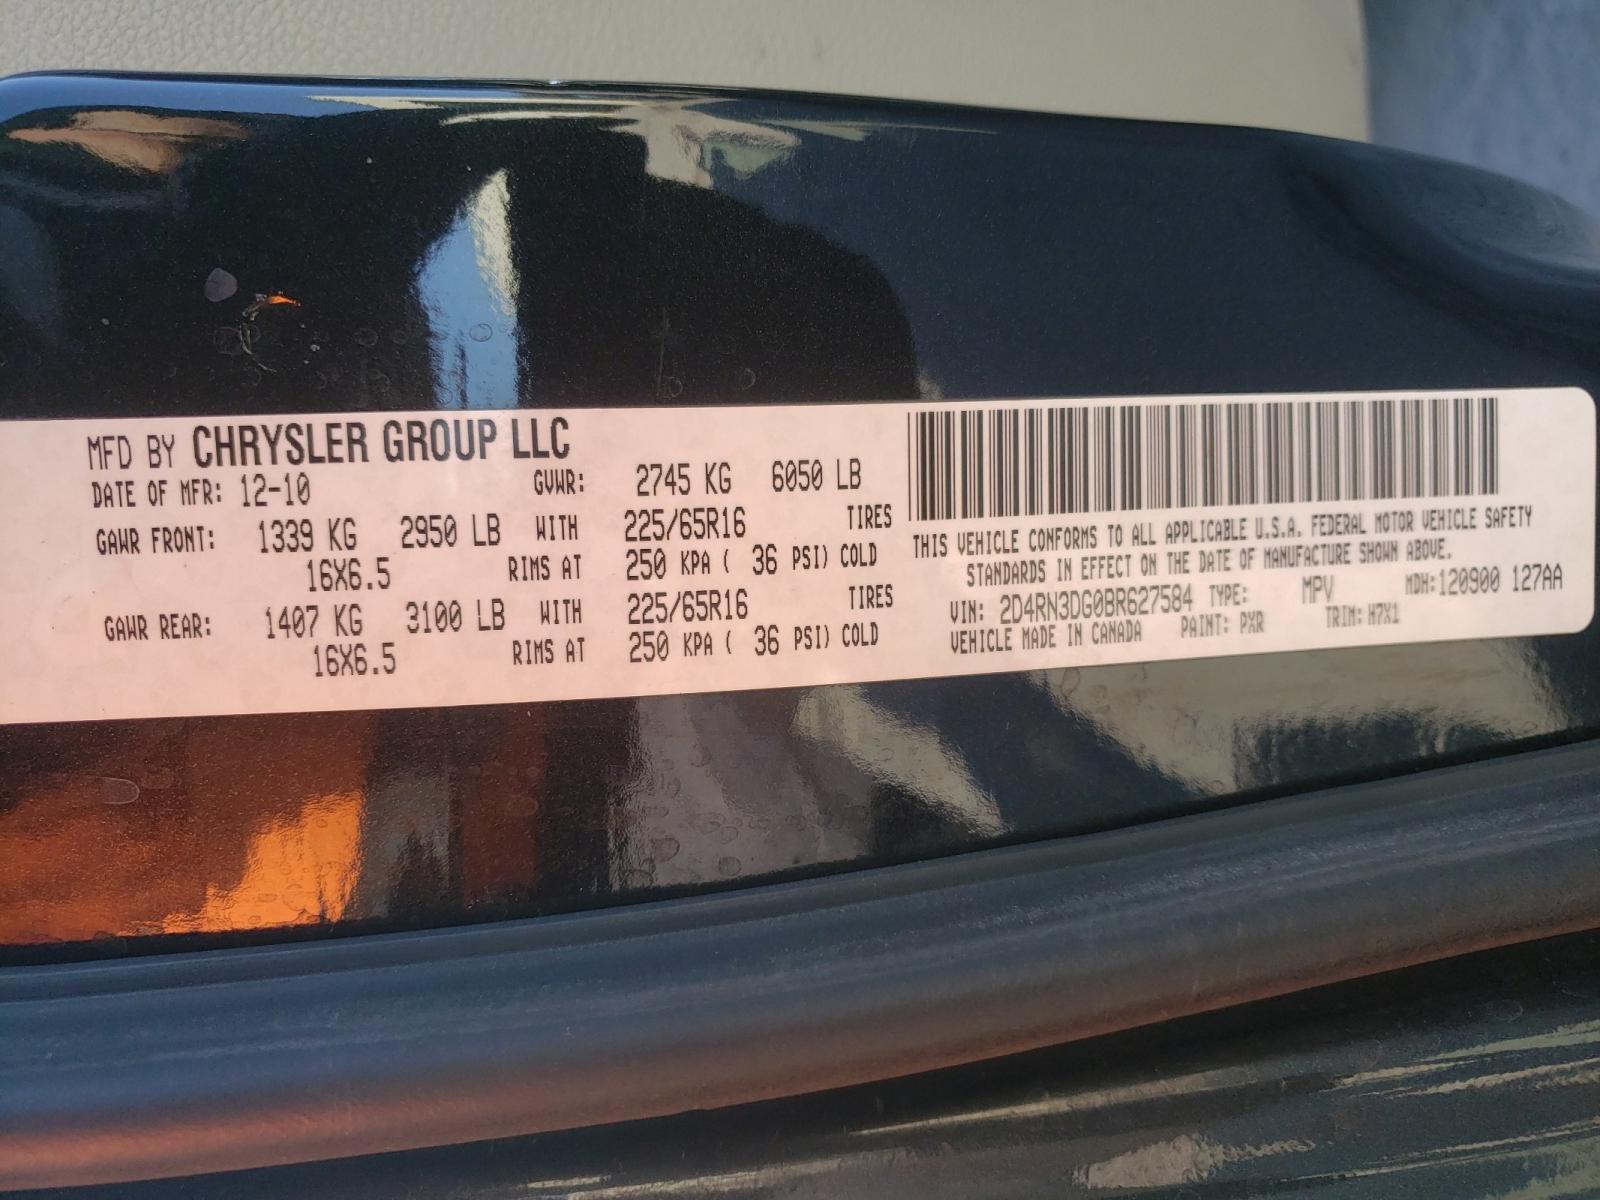 MFD BY CHRYSLER GROUP LLC
DATE OF MFR: 12-10 GVWR: 2745 KG 6050 LB
GAWR FRONT: 1339 KG 2950 LB WITH 225/65R16 TIRES
16X6.5 RIMS AT 250 KPA ( 36 PSI) COLD
GAWR REAR: 1407 KG 3100 LB WITH 225/65R16 TIRES
16X6.5 RIMS AT 250 KPA ( 36 PSI) COLD
THIS VEHICLE CONFORMS TO ALL APPLICABLE U.S.A. FEDERAL MOTOR VEHICLE SAFETY
STANDARDS IN EFFECT ON THE DATE OF MANUFACTURE SHOWN ABOVE.
VIN: 2D4RN3DG0BR627584 TYPE: MPV MDH:120900 127AA
VEHICLE MADE IN CANADA PAINT: PXR TRIM: H7X1